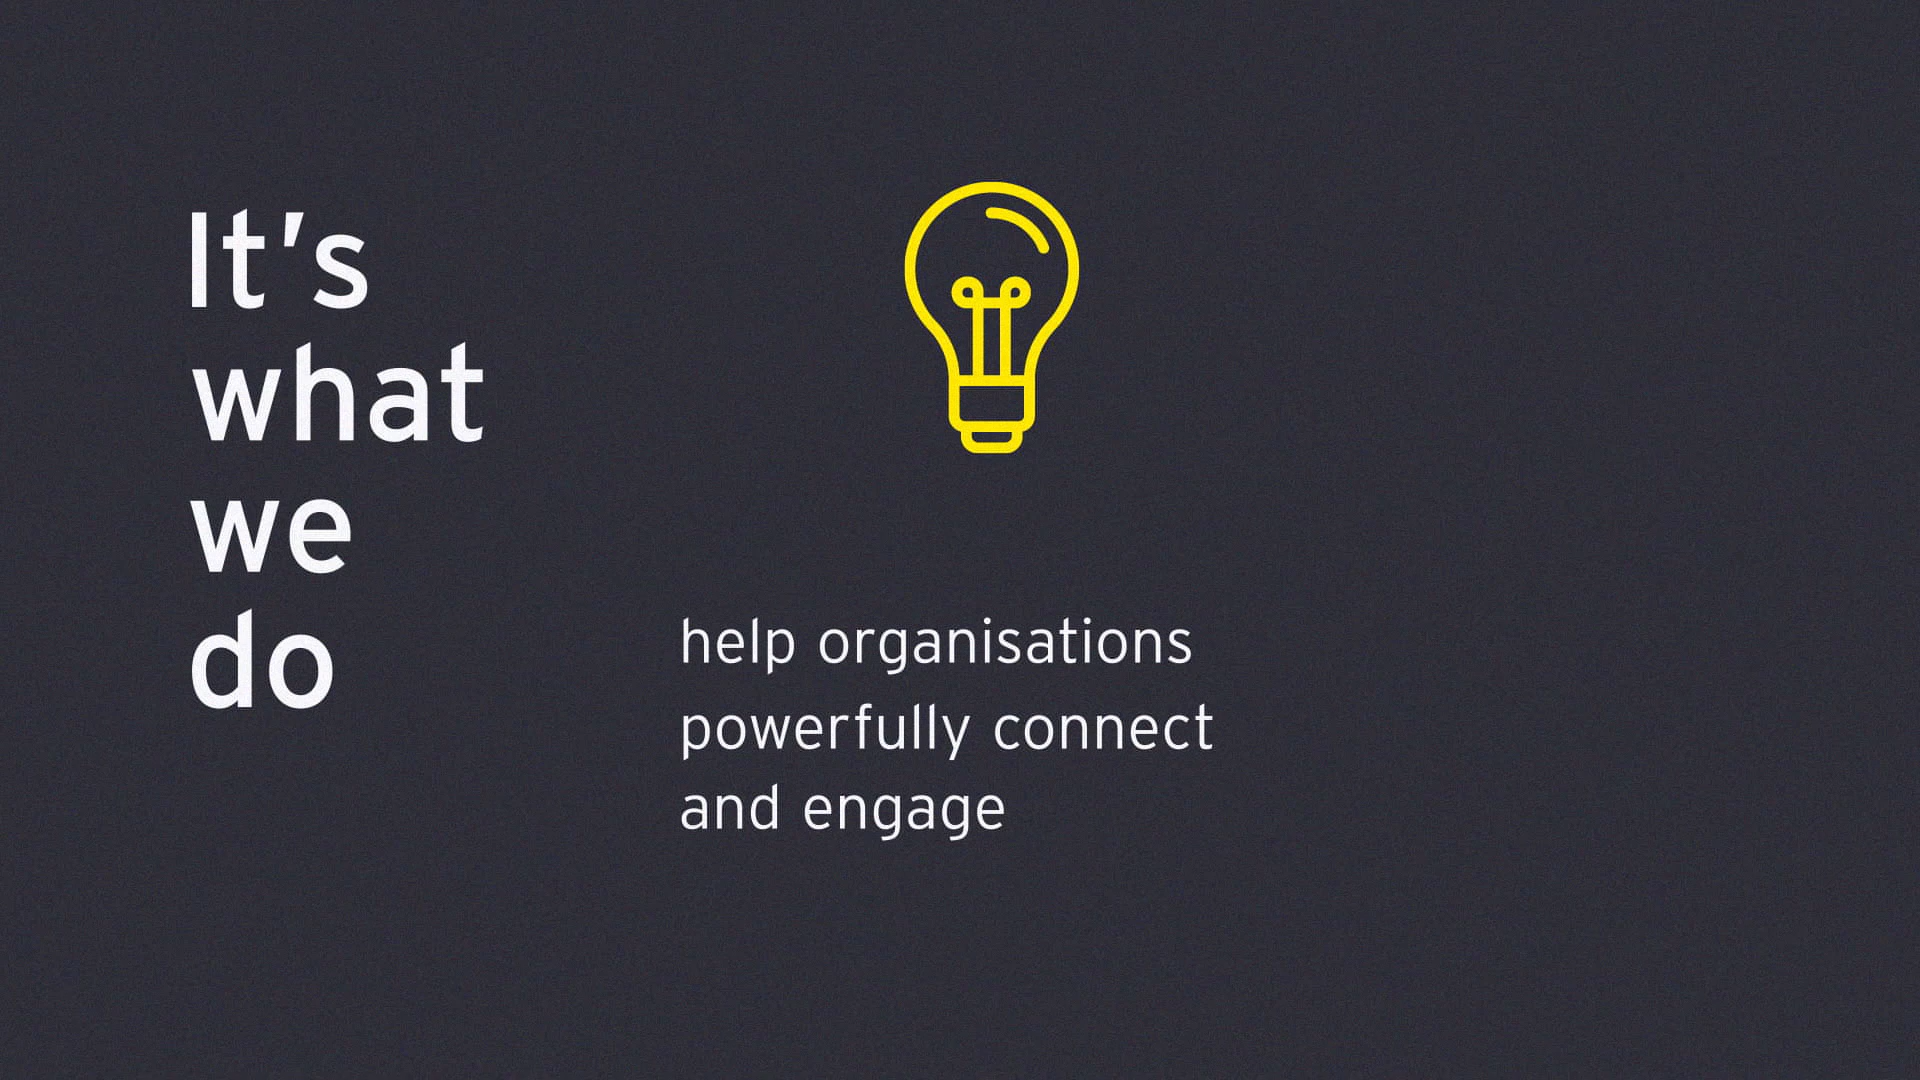 It's
what
we
do
help organisations
powerfully connect
and engage